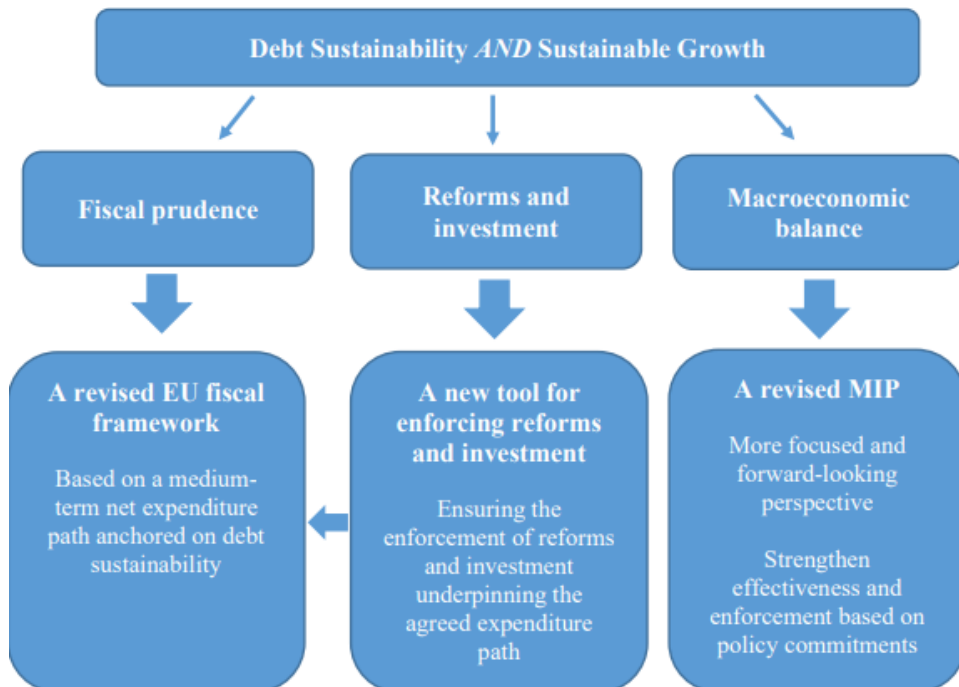 Debt Sustainability AND Sustainable Growth
Fiscal prudence
Reforms and
investment
Macroeconomic
balance
A revised EU fiscal
framework
Based on a medium-
term net expenditure
path anchored on debt
sustainability
A new tool for
enforcing reforms
and investment
Ensuring the
enforcement of reforms
and investment
underpinning the
agreed expenditure
path
A revised MIP
More focused and
forward-looking
perspective
Strengthen
effectiveness and
enforcement based on
policy commitments